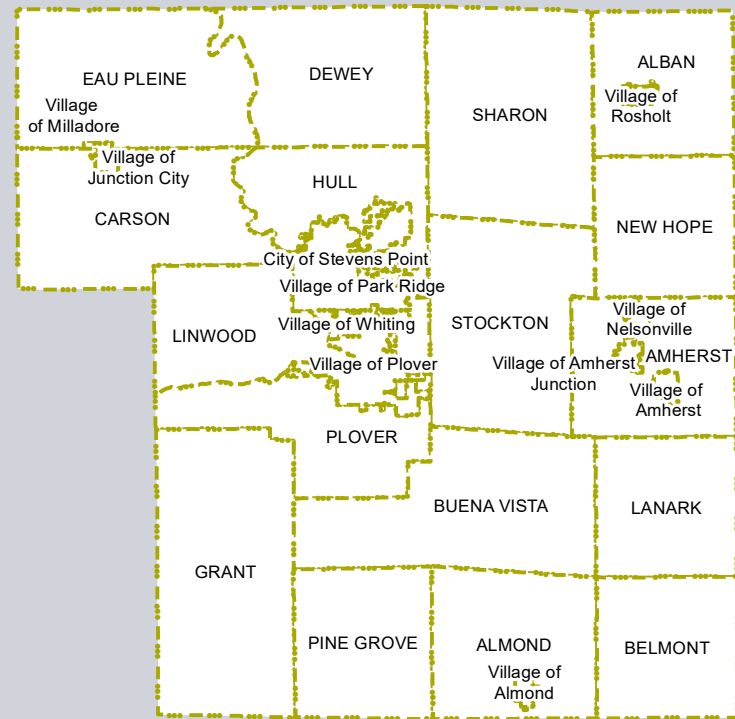 EAU PLEINE
DEWEY
ALBAN
SHARON
Village of
Rosholt
Village
of Milladore
Village of
Junction City
HULL
CARSON
NEW HOPE
City of Stevens Point
Village of Park Ridge
Village of Whiting
STOCKTON
Village of
Nelsonville
LINWOOD
Village of Plover
Village of Amherst
Junction
AMHERST
Village of
Amherst
PLOVER
BUENA VISTA
LANARK
GRANT
PINE GROVE
ALMOND
BELMONT
Village of
Almond